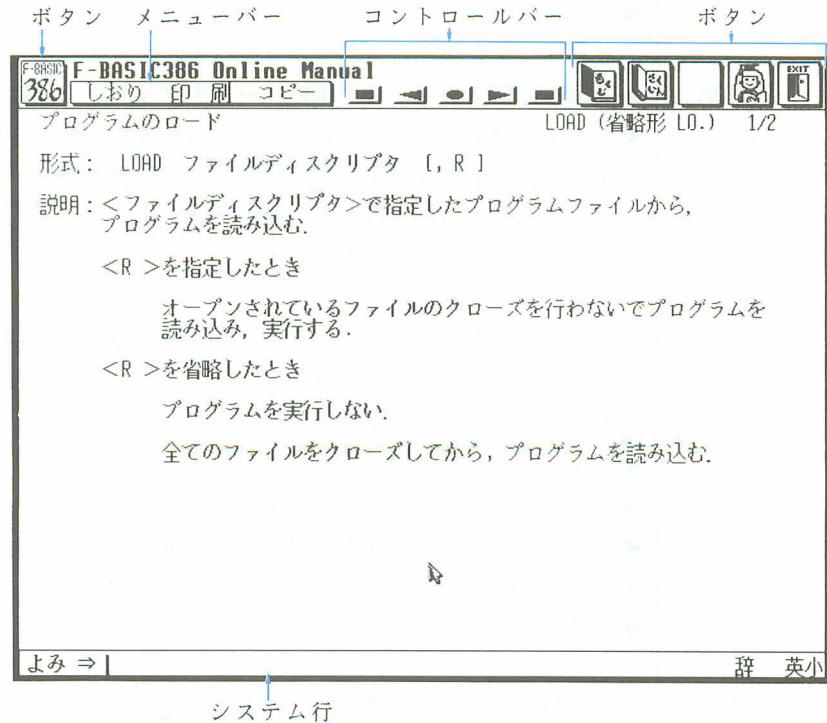 ボタン メニューバー コントロールバー ボタン
F-BASIC 386 F-BASIC386 Online Manual もくじ さくいん EXIT
しおり 印 刷 コピー
プログラムのロード LOAD (省略形 LO.) 1/2
形式: LOAD ファイルディスクリプタ [, R ]
説明:<ファイルディスクリプタ>で指定したプログラムファイルから,
プログラムを読み込む.
<R >を指定したとき
オープンされているファイルのクローズを行わないでプログラムを
読み込み, 実行する.
<R >を省略したとき
プログラムを実行しない.
全てのファイルをクローズしてから, プログラムを読み込む.
よみ ⇒ 辞 英小
システム行